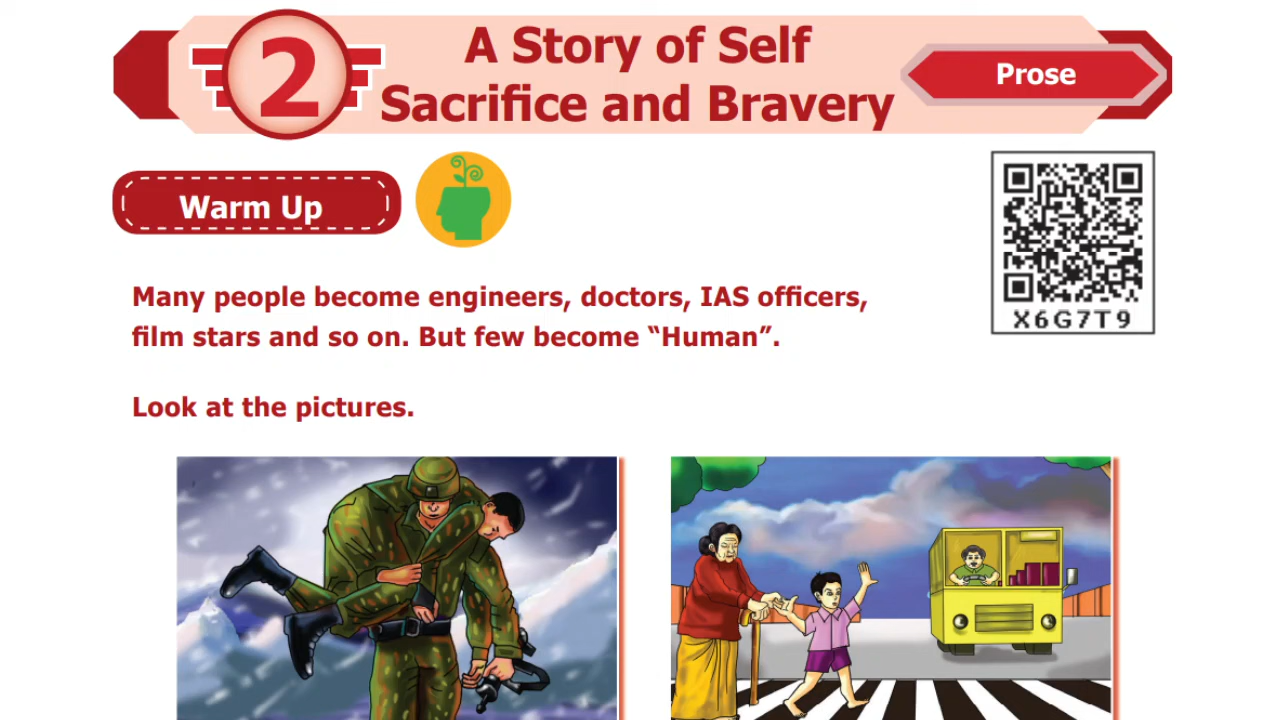 2
A Story of Self
Sacrifice and Bravery
Prose
Warm Up
X6G7T9
Many people become engineers, doctors, IAS officers,
film stars and so on. But few become “Human”.
Look at the pictures.